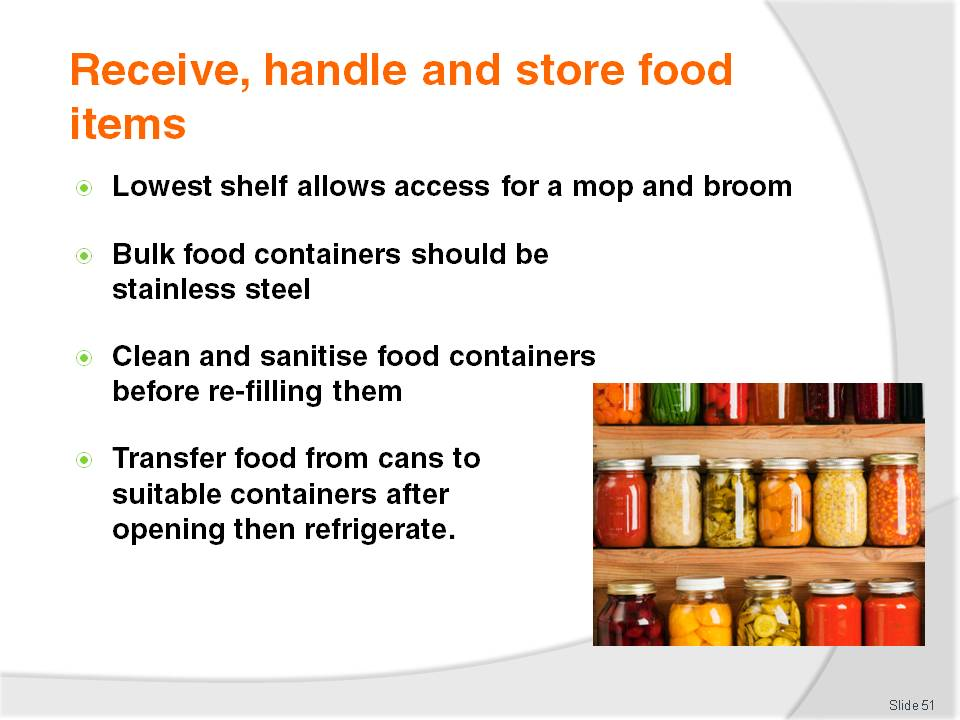 Receive, handle and store food
items
Lowest shelf allows access for a mop and broom
Bulk food containers should be
stainless steel
Clean and sanitise food containers
before re-filling them
Transfer food from cans to
suitable containers after
opening then refrigerate.
Slide 51